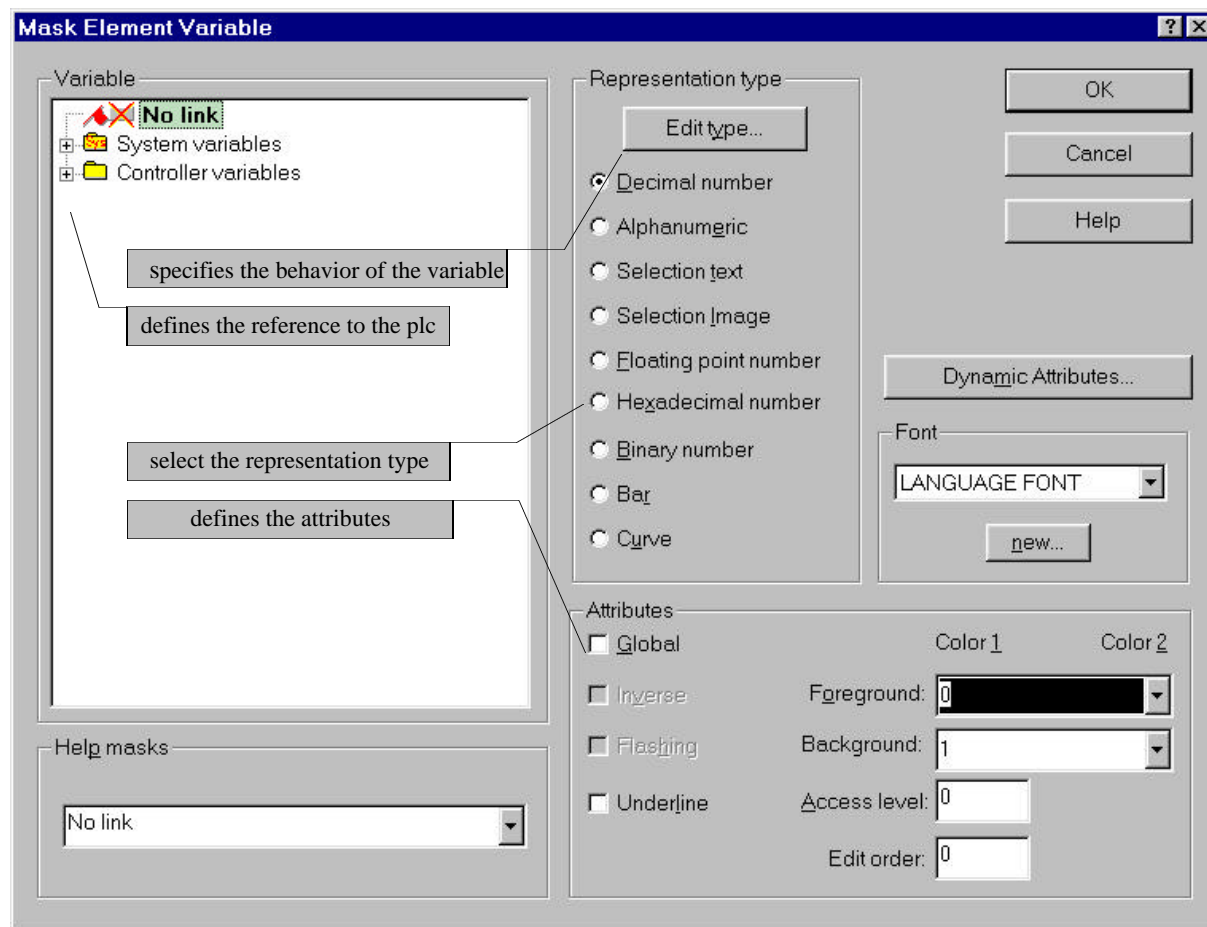 Mask Element Variable
Variable
No link
Sys System variables
Controller variables
specifies the behavior of the variable
defines the reference to the plc
select the representation type
defines the attributes
Help masks
No link
Representation type
Edit type...
Decimal number
Alphanumeric
Selection text
Selection Image
Floating point number
Hexadecimal number
Binary number
Bar
Curve
OK
Cancel
Help
Dynamic Attributes...
Font
LANGUAGE FONT
new...
Attributes
Global
Inverse
Flashing
Underline
Color 1 Color 2
Foreground: 0
Background: 1
Access level: 0
Edit order: 0